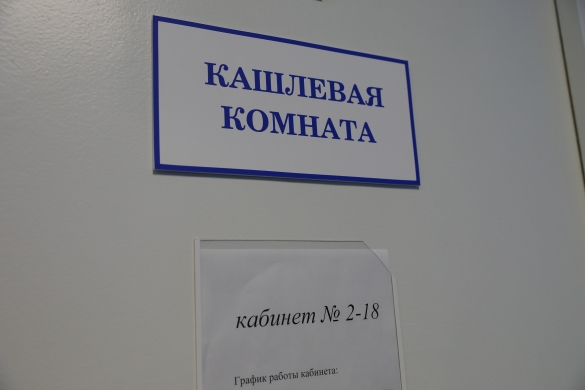 КАШЛЕВАЯ
КОМНАТА
кабинет № 2-18
График работы кабинета: